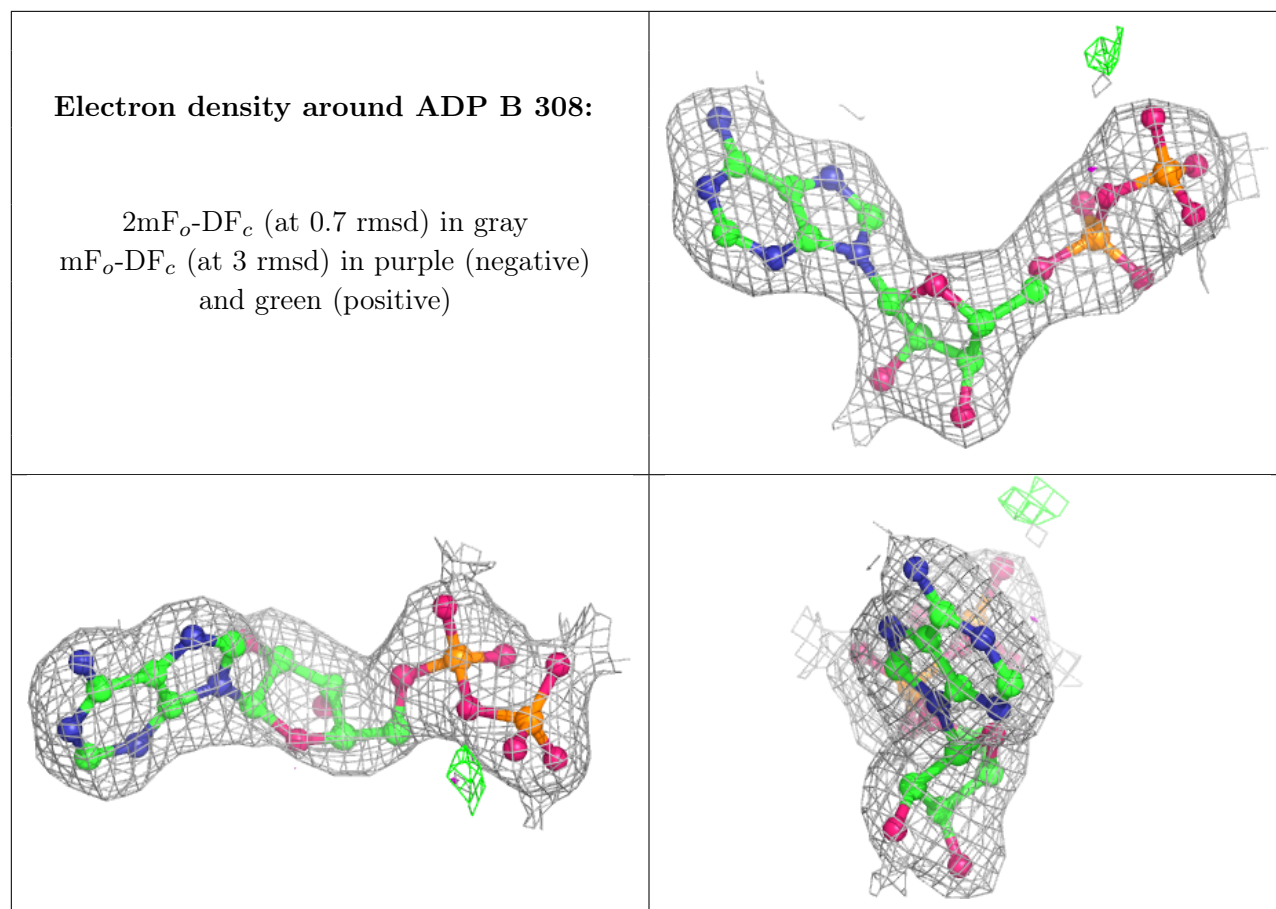 Electron density around ADP B 308:
2mFo-DFc (at 0.7 rmsd) in gray
mFo-DFc (at 3 rmsd) in purple (negative)
and green (positive)